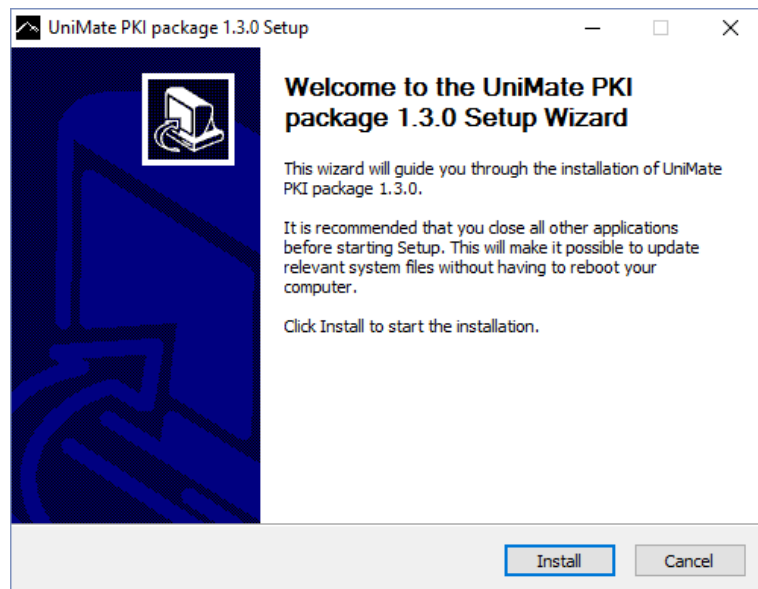 UniMate PKI package 1.3.0 Setup
Welcome to the UniMate PKI
package 1.3.0 Setup Wizard
This wizard will guide you through the installation of UniMate
PKI package 1.3.0.
It is recommended that you close all other applications
before starting Setup. This will make it possible to update
relevant system files without having to reboot your
computer.
Click Install to start the installation.
Install
Cancel